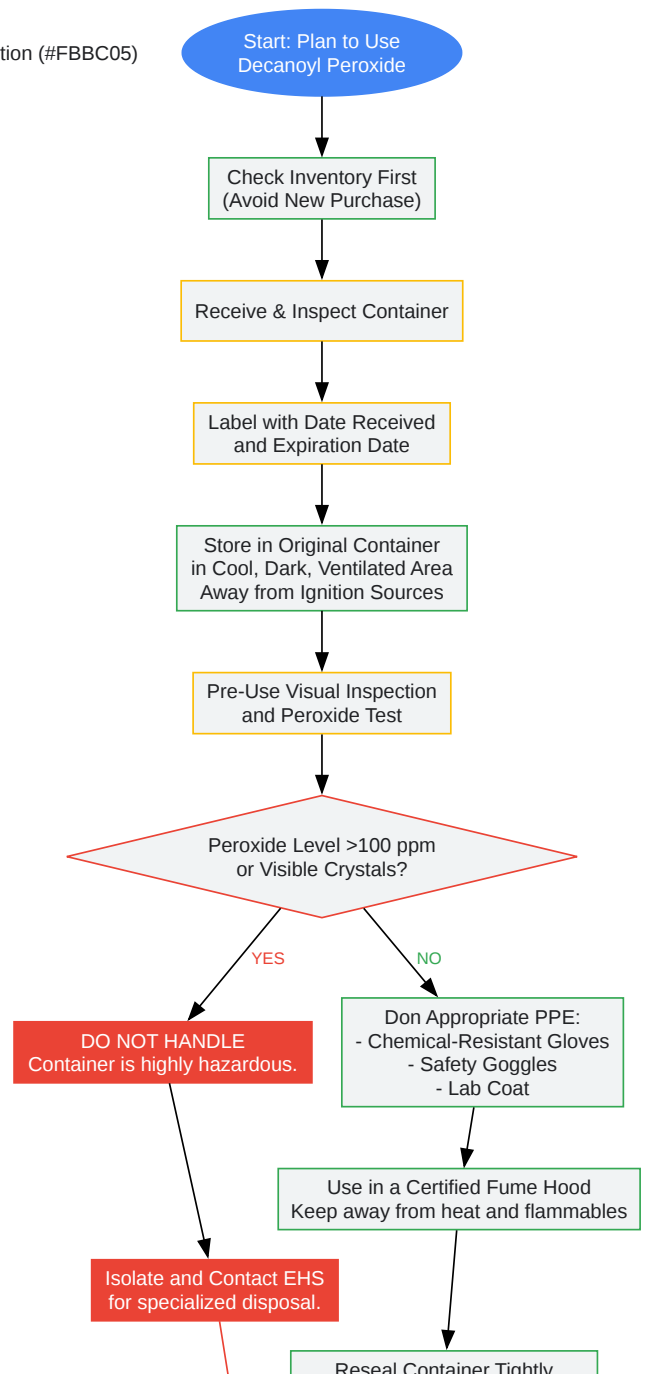 tion (#FBBC05)
Start: Plan to Use
Decanoyl Peroxide
Check Inventory First
(Avoid New Purchase)
Receive & Inspect Container
Label with Date Received
and Expiration Date
Store in Original Container
in Cool, Dark, Ventilated Area
Away from Ignition Sources
Pre-Use Visual Inspection
and Peroxide Test
Peroxide Level >100 ppm
or Visible Crystals?
YES
NO
DO NOT HANDLE
Container is highly hazardous.
Don Appropriate PPE:
- Chemical-Resistant Gloves
- Safety Goggles
- Lab Coat
Use in a Certified Fume Hood
Keep away from heat and flammables
Isolate and Contact EHS
for specialized disposal.
Reseal Container Tightly